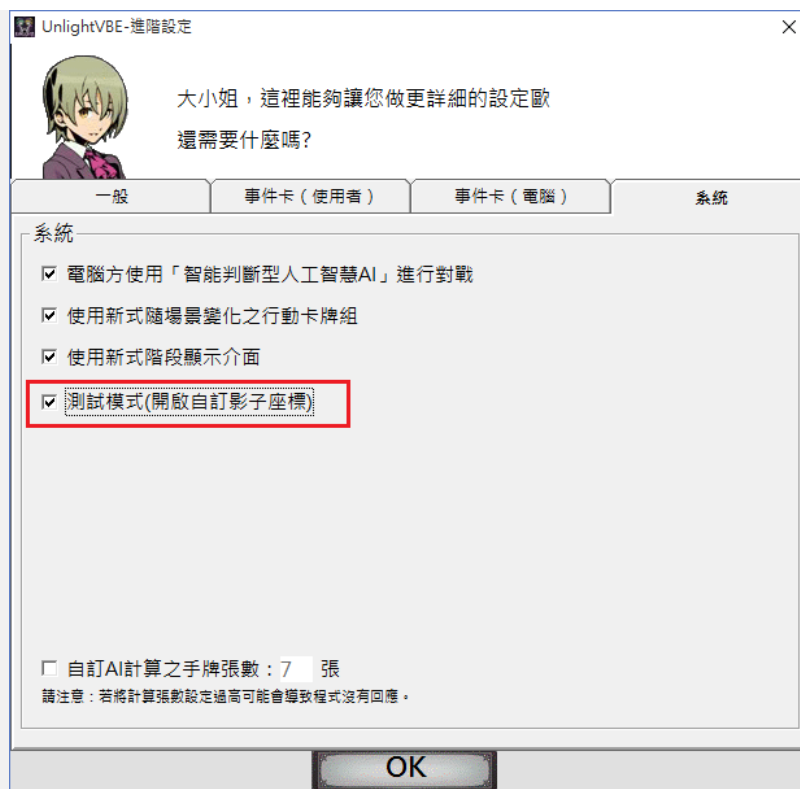 UnlightVBE-進階設定
大小姐，這裡能夠讓您做更詳細的設定歐
還需要什麼嗎?
一般
事件卡（使用者）
事件卡（電腦）
系統
系統
電腦方使用「智能判斷型人工智慧AI」進行對戰
使用新式隨場景變化之行動卡牌組
使用新式階段顯示介面
測試模式(開啟自訂影子座標)
自訂AI計算之手牌張數：7 張
請注意：若將計算張數設定過高可能會導致程式沒有回應。
OK